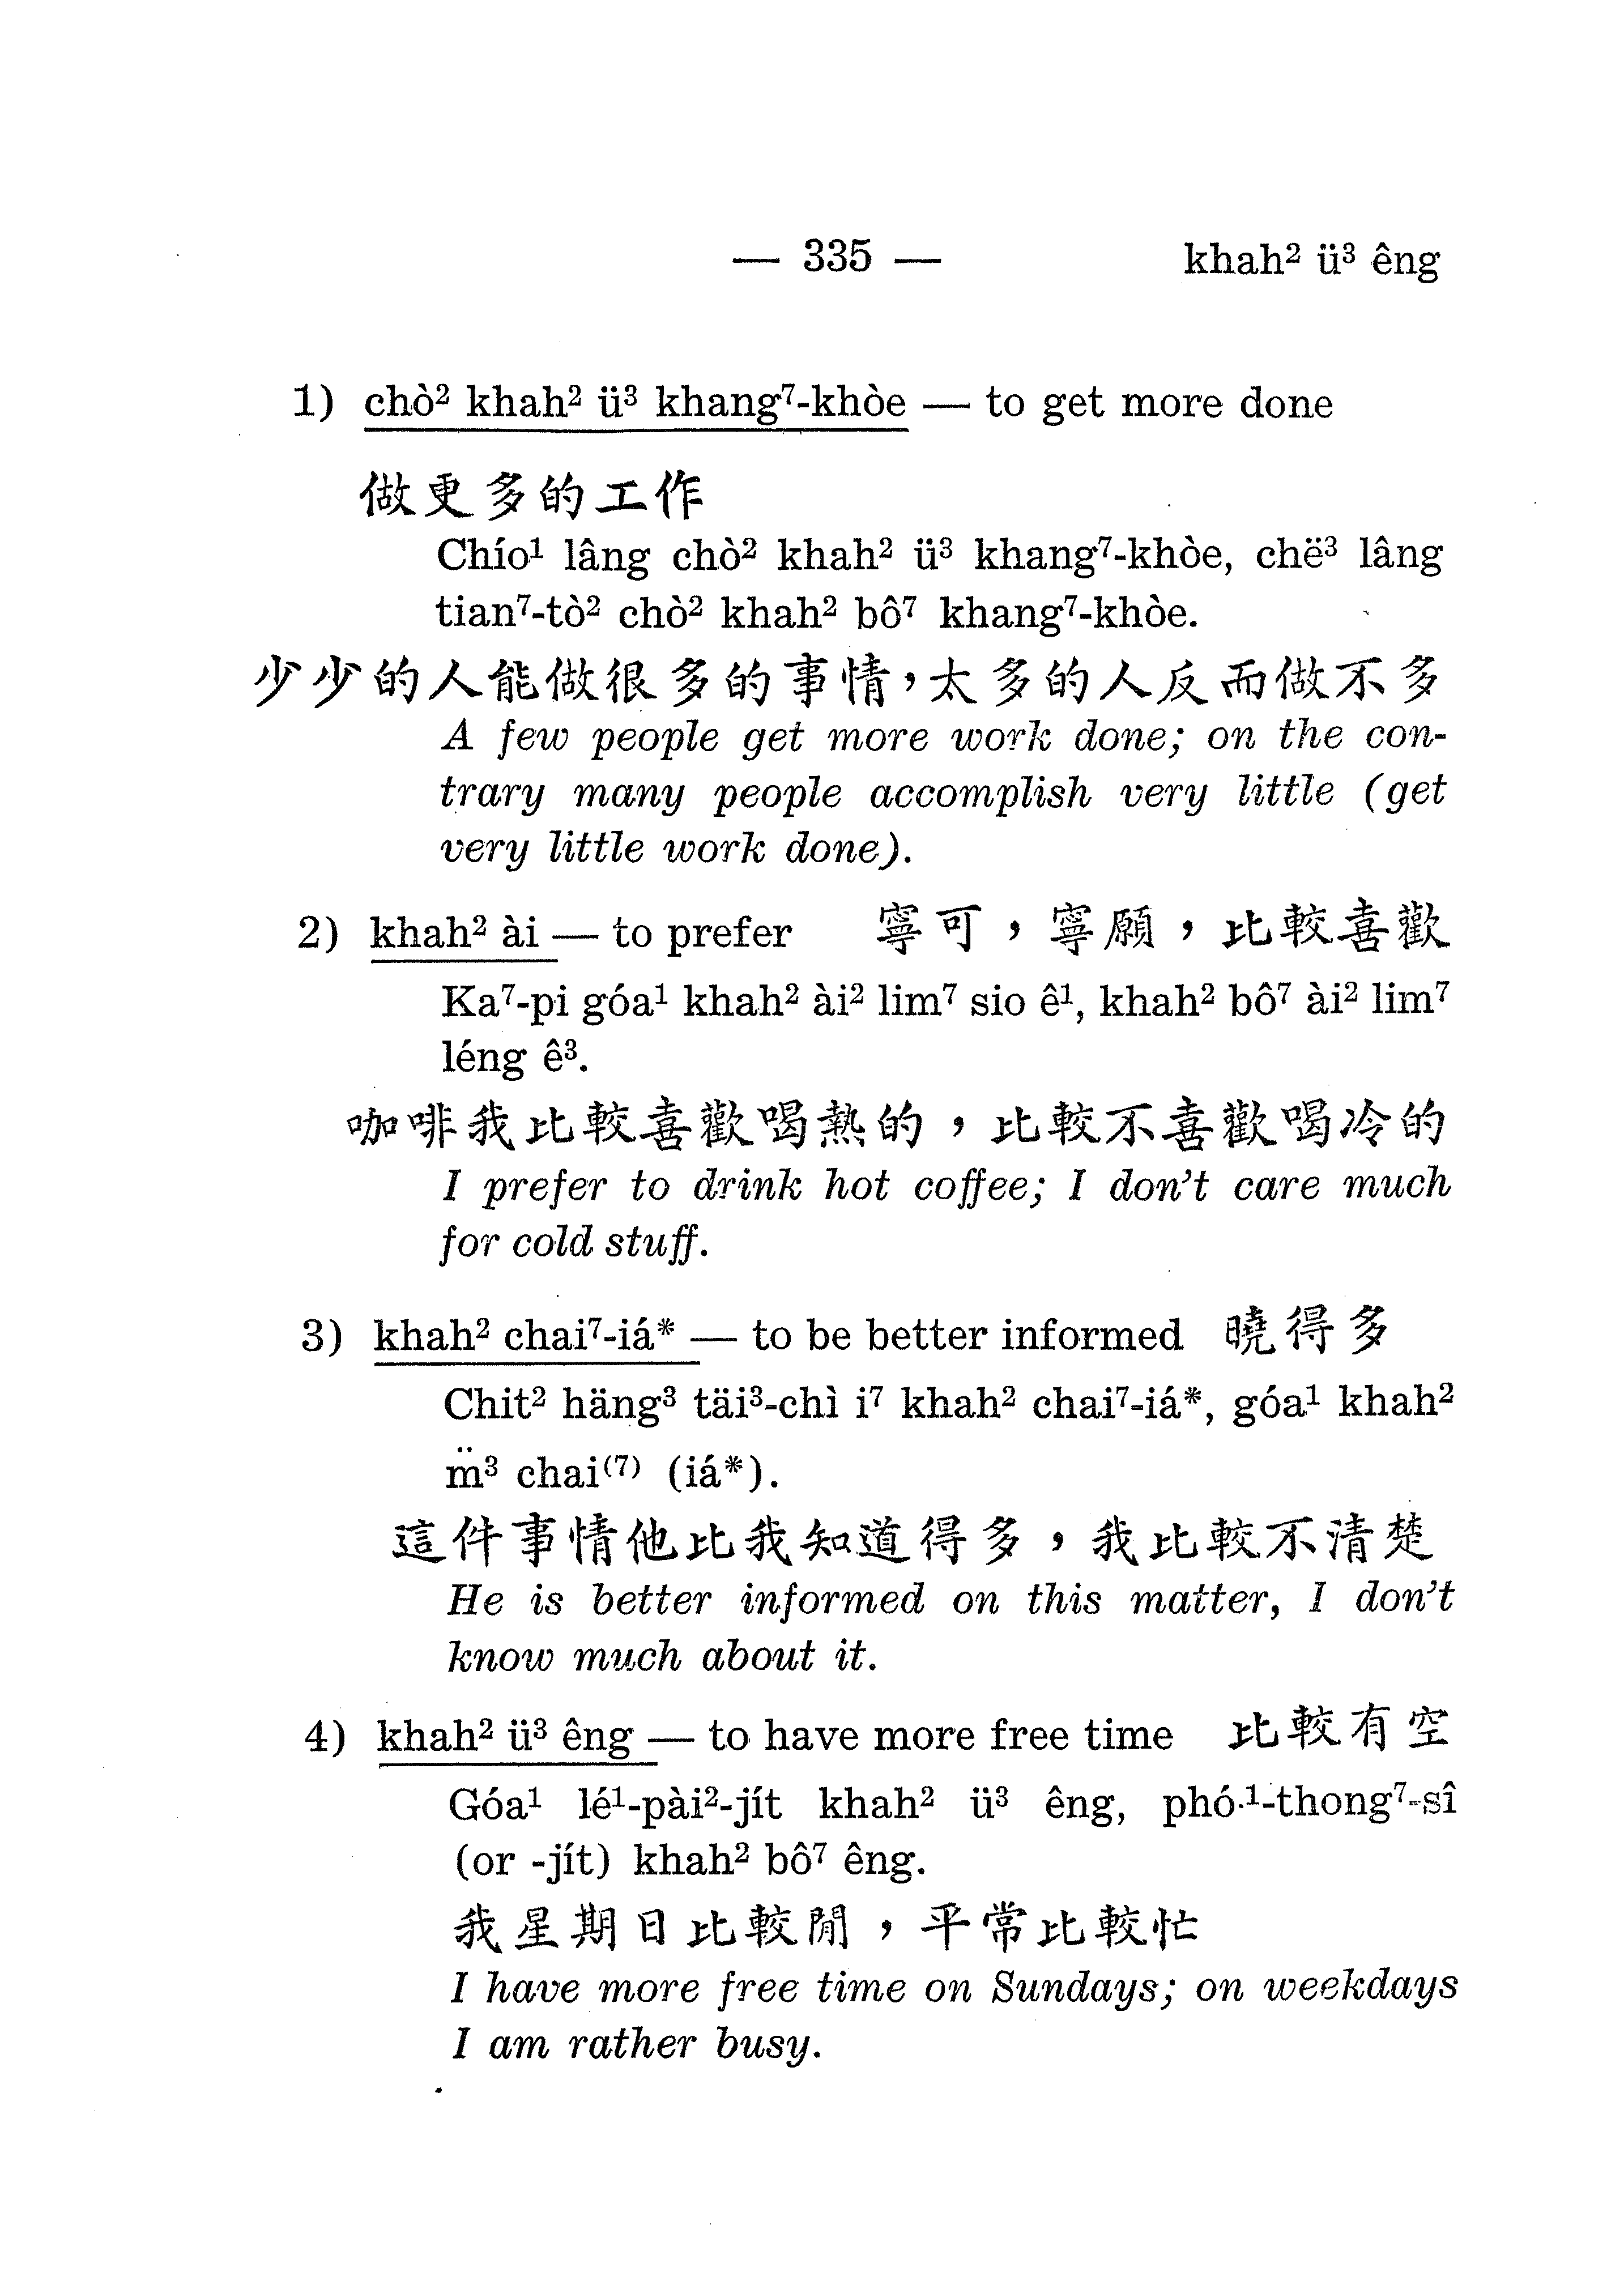 — 335 —
khah² ü³ êng
1) chò² khah² ü³ khang⁷-khòe — to get more done
做更多的工作
Chío¹ lâng chò² khah² ü³ khang⁷-khòe, chë³ lâng
tian⁷-tò² chò² khah² bô⁷ khang⁷-khòe.
少少的人能做很多的事情,太多的人反而做不多
A few people get more work done; on the con-
trary many people accomplish very little (get
very little work done).
2) khah² ài — to prefer 寧可,寧願,比較喜歡
Ka⁷-pi góa¹ khah² ài² lim⁷ sio ê¹, khah² bô⁷ ài² lim⁷
léng ê³.
咖啡我比較喜歡喝熱的,比較不喜歡喝冷的
I prefer to drink hot coffee; I don't care much
for cold stuff.
3) khah² chai⁷-iá* — to be better informed 曉得多
Chit² häng³ täi³-chì i⁷ khah² chai⁷-iá*, góa¹ khah²
m̈³ chai⁽⁷⁾ (iá*).
這件事情他比我知道得多,我比較不清楚
He is better informed on this matter, I don't
know much about it.
4) khah² ü³ êng — to have more free time 比較有空
Góa¹ lé¹-pài²-jít khah² ü³ êng, phó·¹-thong⁷-sî
(or -jít) khah² bô⁷ êng.
我星期日比較閒,平常比較忙
I have more free time on Sundays; on weekdays
I am rather busy.